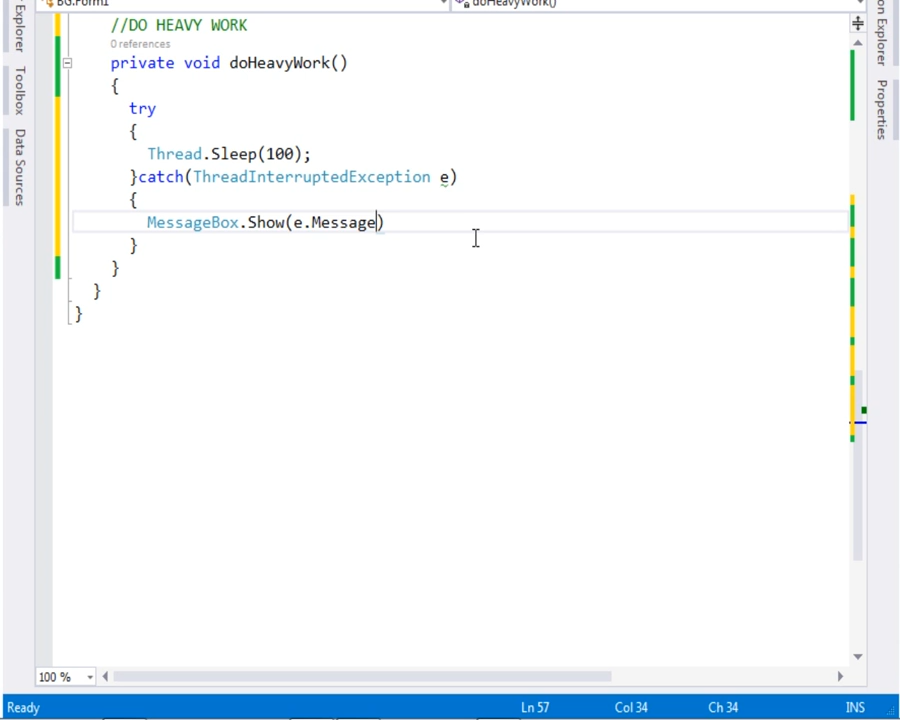 BG.Form1
doHeavyWork()
Explorer
Toolbox
Data Sources
//DO HEAVY WORK
0 references
private void doHeavyWork()
{
try
{
Thread.Sleep(100);
}catch(ThreadInterruptedException e)
{
MessageBox.Show(e.Message)
}
}
}
}
Explorer
Properties
100 %
Ready
Ln 57
Col 34
Ch 34
INS